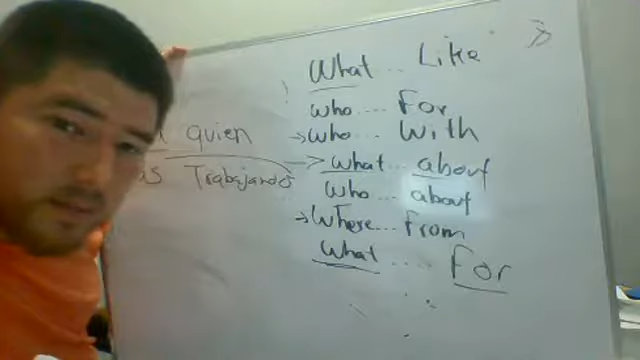 What ... Like
who ... For
quien
→ who ... with
Trabajando
→ what ... about
who ... about
→ Where... From
what .... For